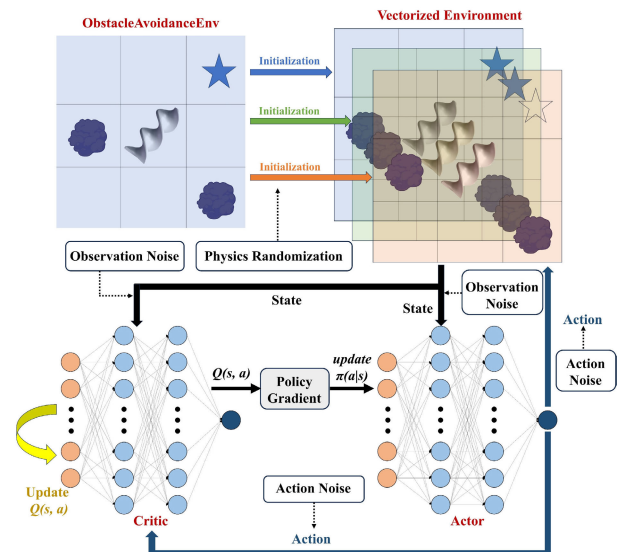 ObstacleAvoidanceEnv
Vectorized Environment
Initialization
Initialization
Initialization
Observation Noise
Physics Randomization
Observation
Noise
State
State
Action
Action
Noise
Q(s, a)
Policy
Gradient
update
π(a|s)
Update
Q(s, a)
Action Noise
Critic
Action
Actor